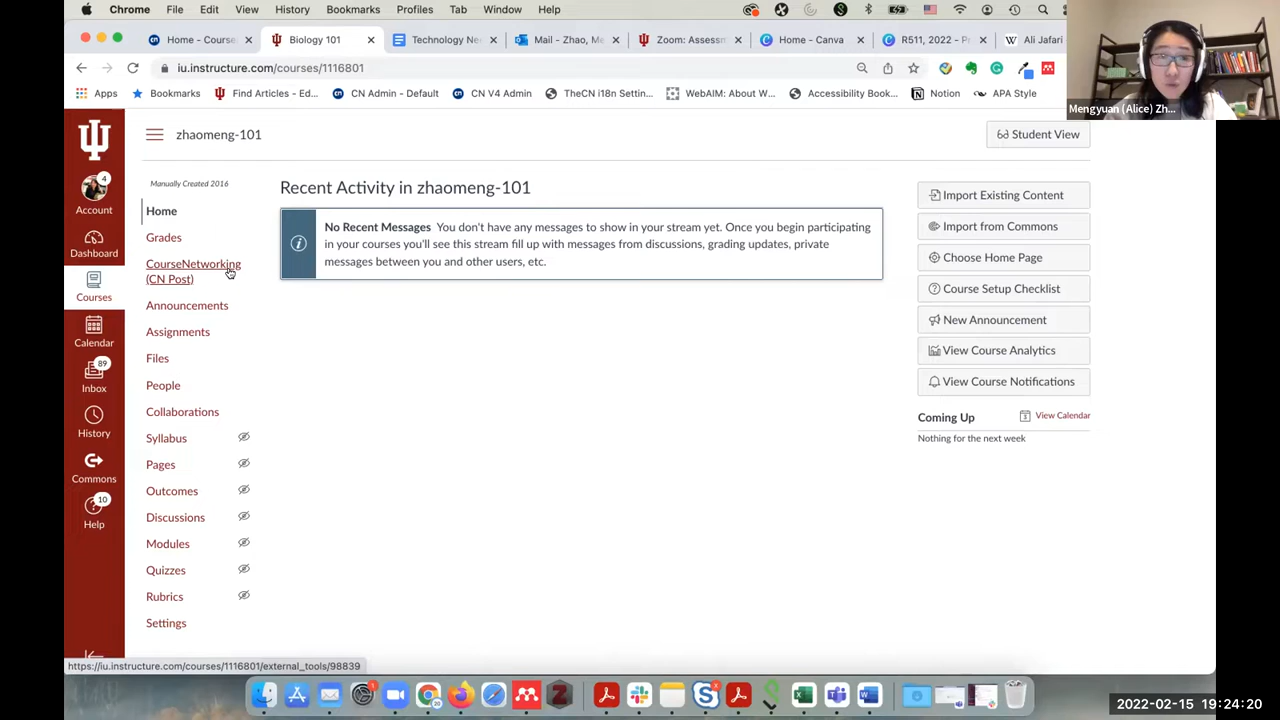 Chrome File Edit View History Bookmarks Profiles Tab Window Help
Home - Course Biology 101 Technology Ne Mail - Zhao, Me Zoom: Assessm Home - Canva R511, 2022 - P Ali Jafari
iu.instructure.com/courses/1116801
Apps Bookmarks Find Articles - Ed... CN Admin - Default CN V4 Admin TheCN i18n Settin... WebAIM: About W... Accessibility Bookm... Notion APA Style
Mengyuan (Alice) Zh...
zhaomeng-101
Student View
Manually Created 2016
Home
Grades
CourseNetworking
(CN Post)
Announcements
Assignments
Files
People
Collaborations
Syllabus
Pages
Outcomes
Discussions
Modules
Quizzes
Rubrics
Settings
4
Account
Dashboard
Courses
Calendar
89
Inbox
History
Commons
10
Help
Recent Activity in zhaomeng-101
No Recent Messages You don't have any messages to show in your stream yet. Once you begin participating
in your courses you'll see this stream fill up with messages from discussions, grading updates, private
messages between you and other users, etc.
Import Existing Content
Import from Commons
Choose Home Page
Course Setup Checklist
New Announcement
View Course Analytics
View Course Notifications
Coming Up View Calendar
Nothing for the next week
https://iu.instructure.com/courses/1116801/external_tools/98839
2022-02-15 19:24:20